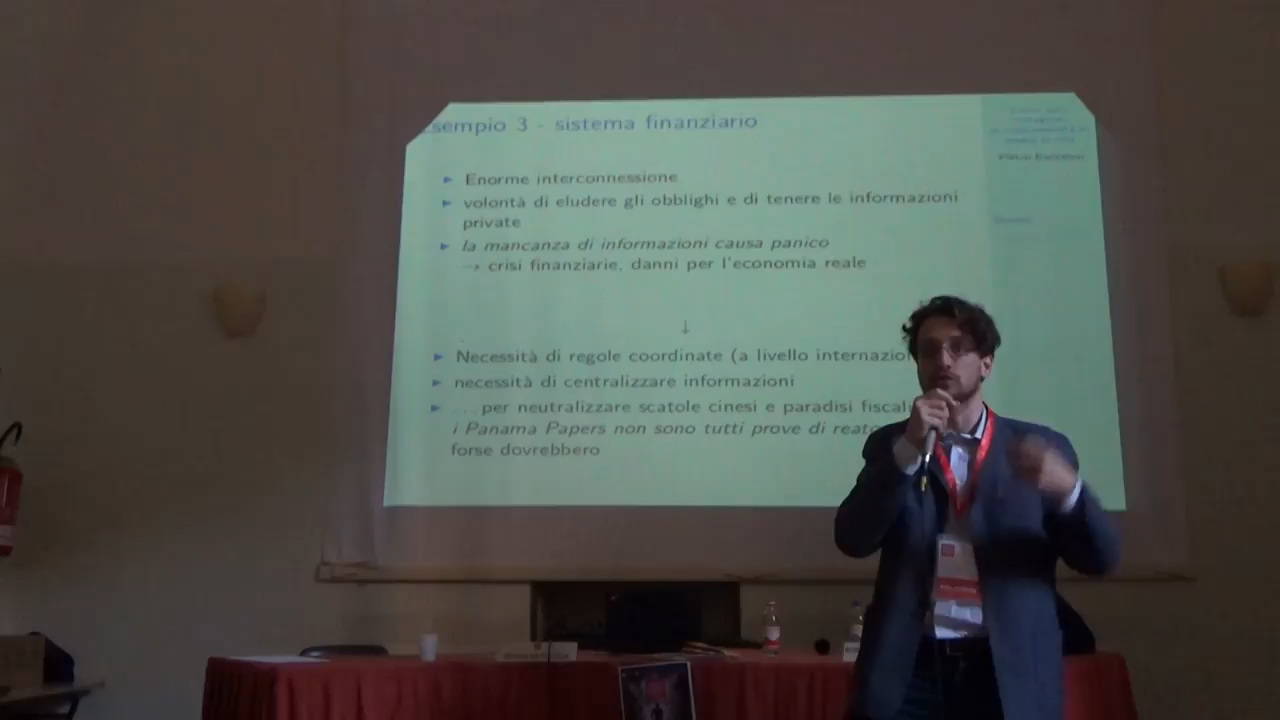 sempio 3 - sistema finanziario
Enorme interconnessione
volontà di eludere gli obblighi e di tenere le informazioni
private
la mancanza di informazioni causa panico
→ crisi finanziarie, danni per l'economia reale
↓
Necessità di regole coordinate (a livello internazio
necessità di centralizzare informazioni
...per neutralizzare scatole cinesi e paradisi fiscal
i Panama Papers non sono tutti prove di reato
forse dovrebbero